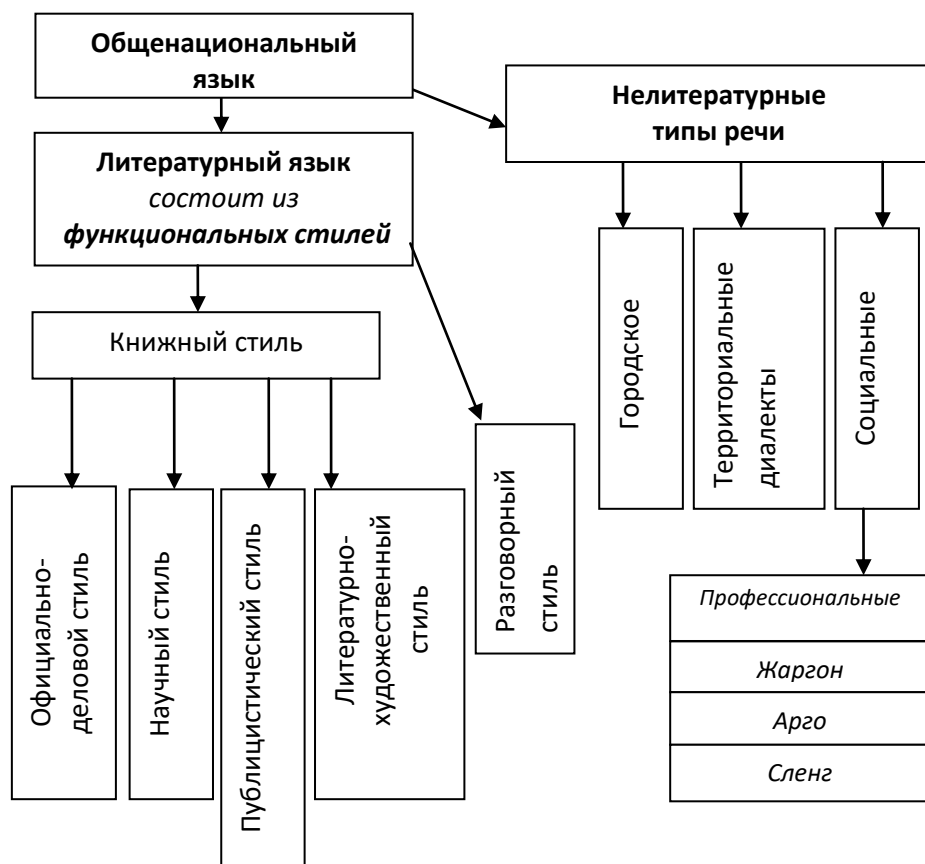 Общенациональный
язык
Нелитературные
типы речи
Литературный язык
состоит из
функциональных стилей
Книжный стиль
Городское
Территориальные
диалекты
Социальные
Официально-
деловой стиль
Научный стиль
Публицистический стиль
Литературно-
художественный
стиль
Разговорный
стиль
Профессиональные
Жаргон
Арго
Сленг